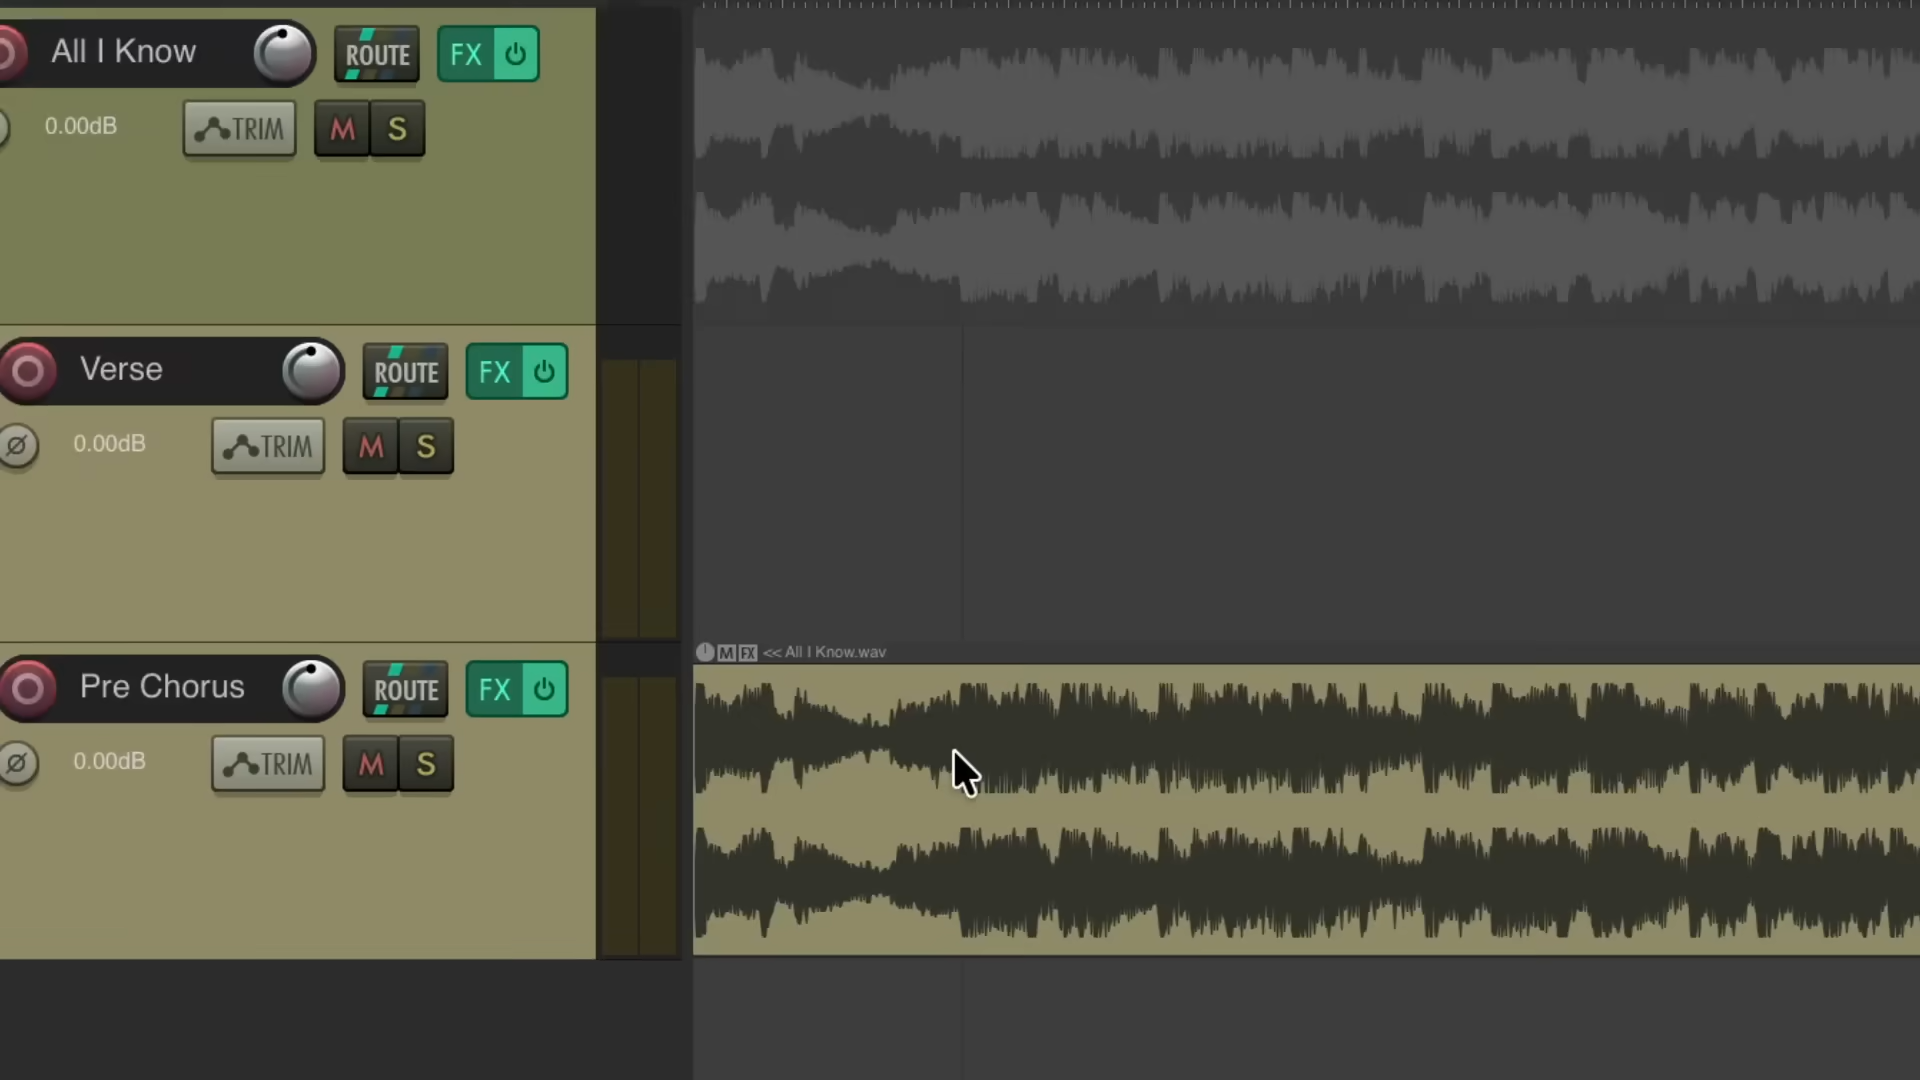 All I Know ROUTE FX
0.00dB TRIM M S
Verse ROUTE FX
Ø 0.00dB TRIM M S
M FX << All I Know.wav
Pre Chorus ROUTE FX
Ø 0.00dB TRIM M S